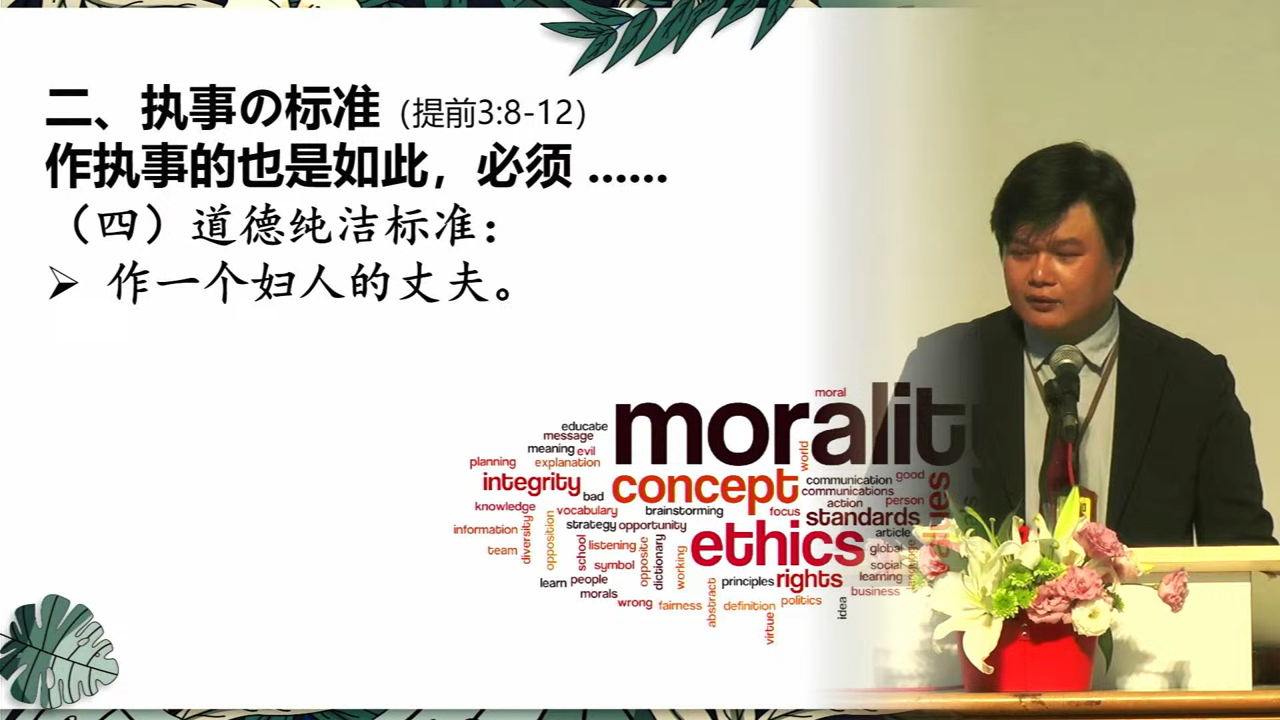 二、执事の标准（提前3:8-12）
作执事的也是如此，必须 ......
（四）道德纯洁标准：
➢ 作一个妇人的丈夫。
moral
morality
educate
message
meaning evil
world
planning
explanation
integrity
bad
concept
communication
good
communications
action
person
knowledge
vocabulary
brainstorming
focus
standards
information
diversity
opposition
strategy opportunity
ethics
article
team
school
listening
opposite
dictionary
working
global
symbol
social
learn
people
principles
rights
learning
morals
business
wrong
fairness
abstract
definition
politics
idea
virtue